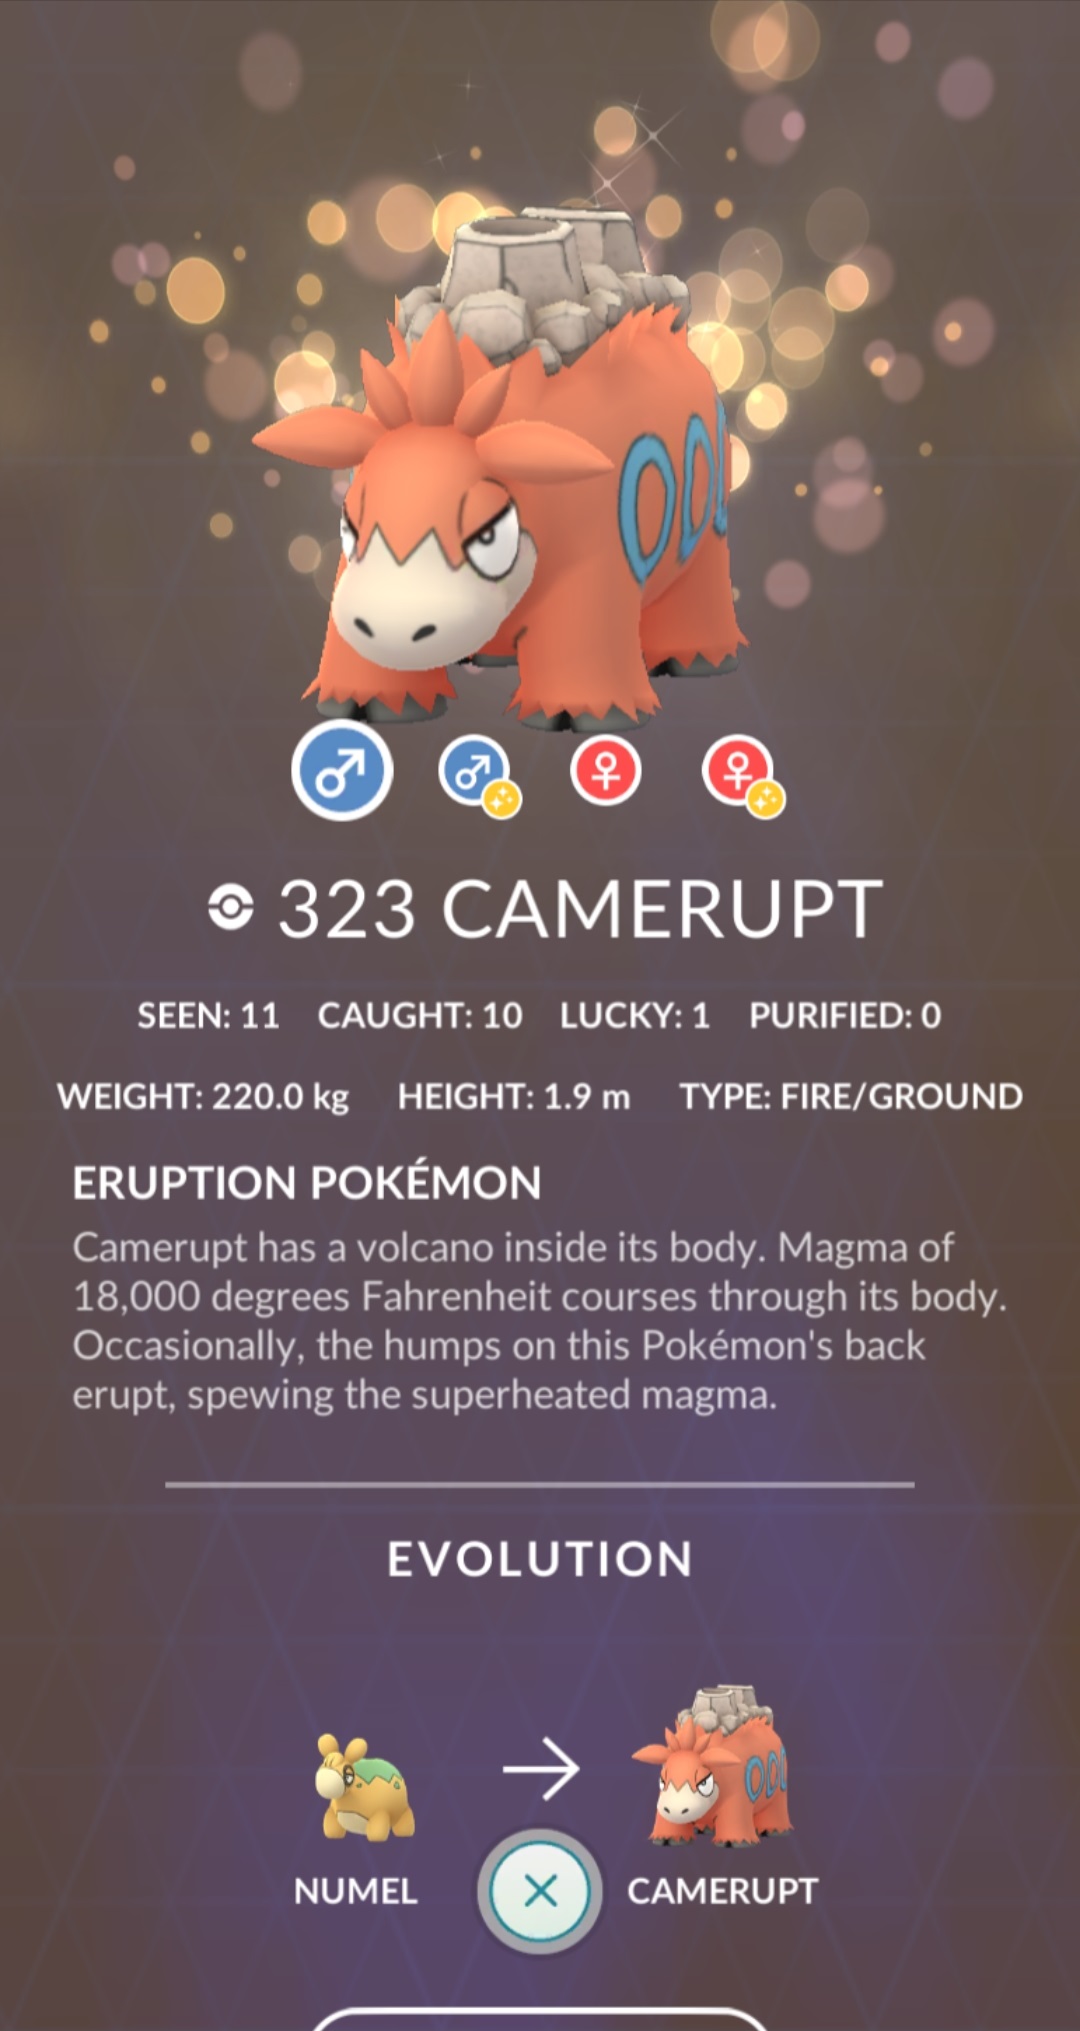 323 CAMERUPT
SEEN: 11 CAUGHT: 10 LUCKY: 1 PURIFIED: 0
WEIGHT: 220.0 kg HEIGHT: 1.9 m TYPE: FIRE/GROUND
ERUPTION POKÉMON
Camerupt has a volcano inside its body. Magma of
18,000 degrees Fahrenheit courses through its body.
Occasionally, the humps on this Pokémon's back
erupt, spewing the superheated magma.
EVOLUTION
NUMEL CAMERUPT